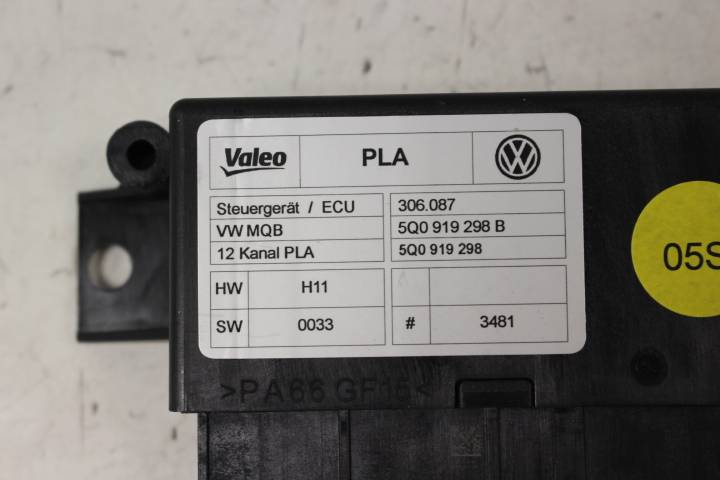 Valeo PLA
Steuergerät / ECU 306.087
VW MQB 5Q0 919 298 B
12 Kanal PLA 5Q0 919 298
HW H11
SW 0033 # 3481
05S
>PA66 GF15<